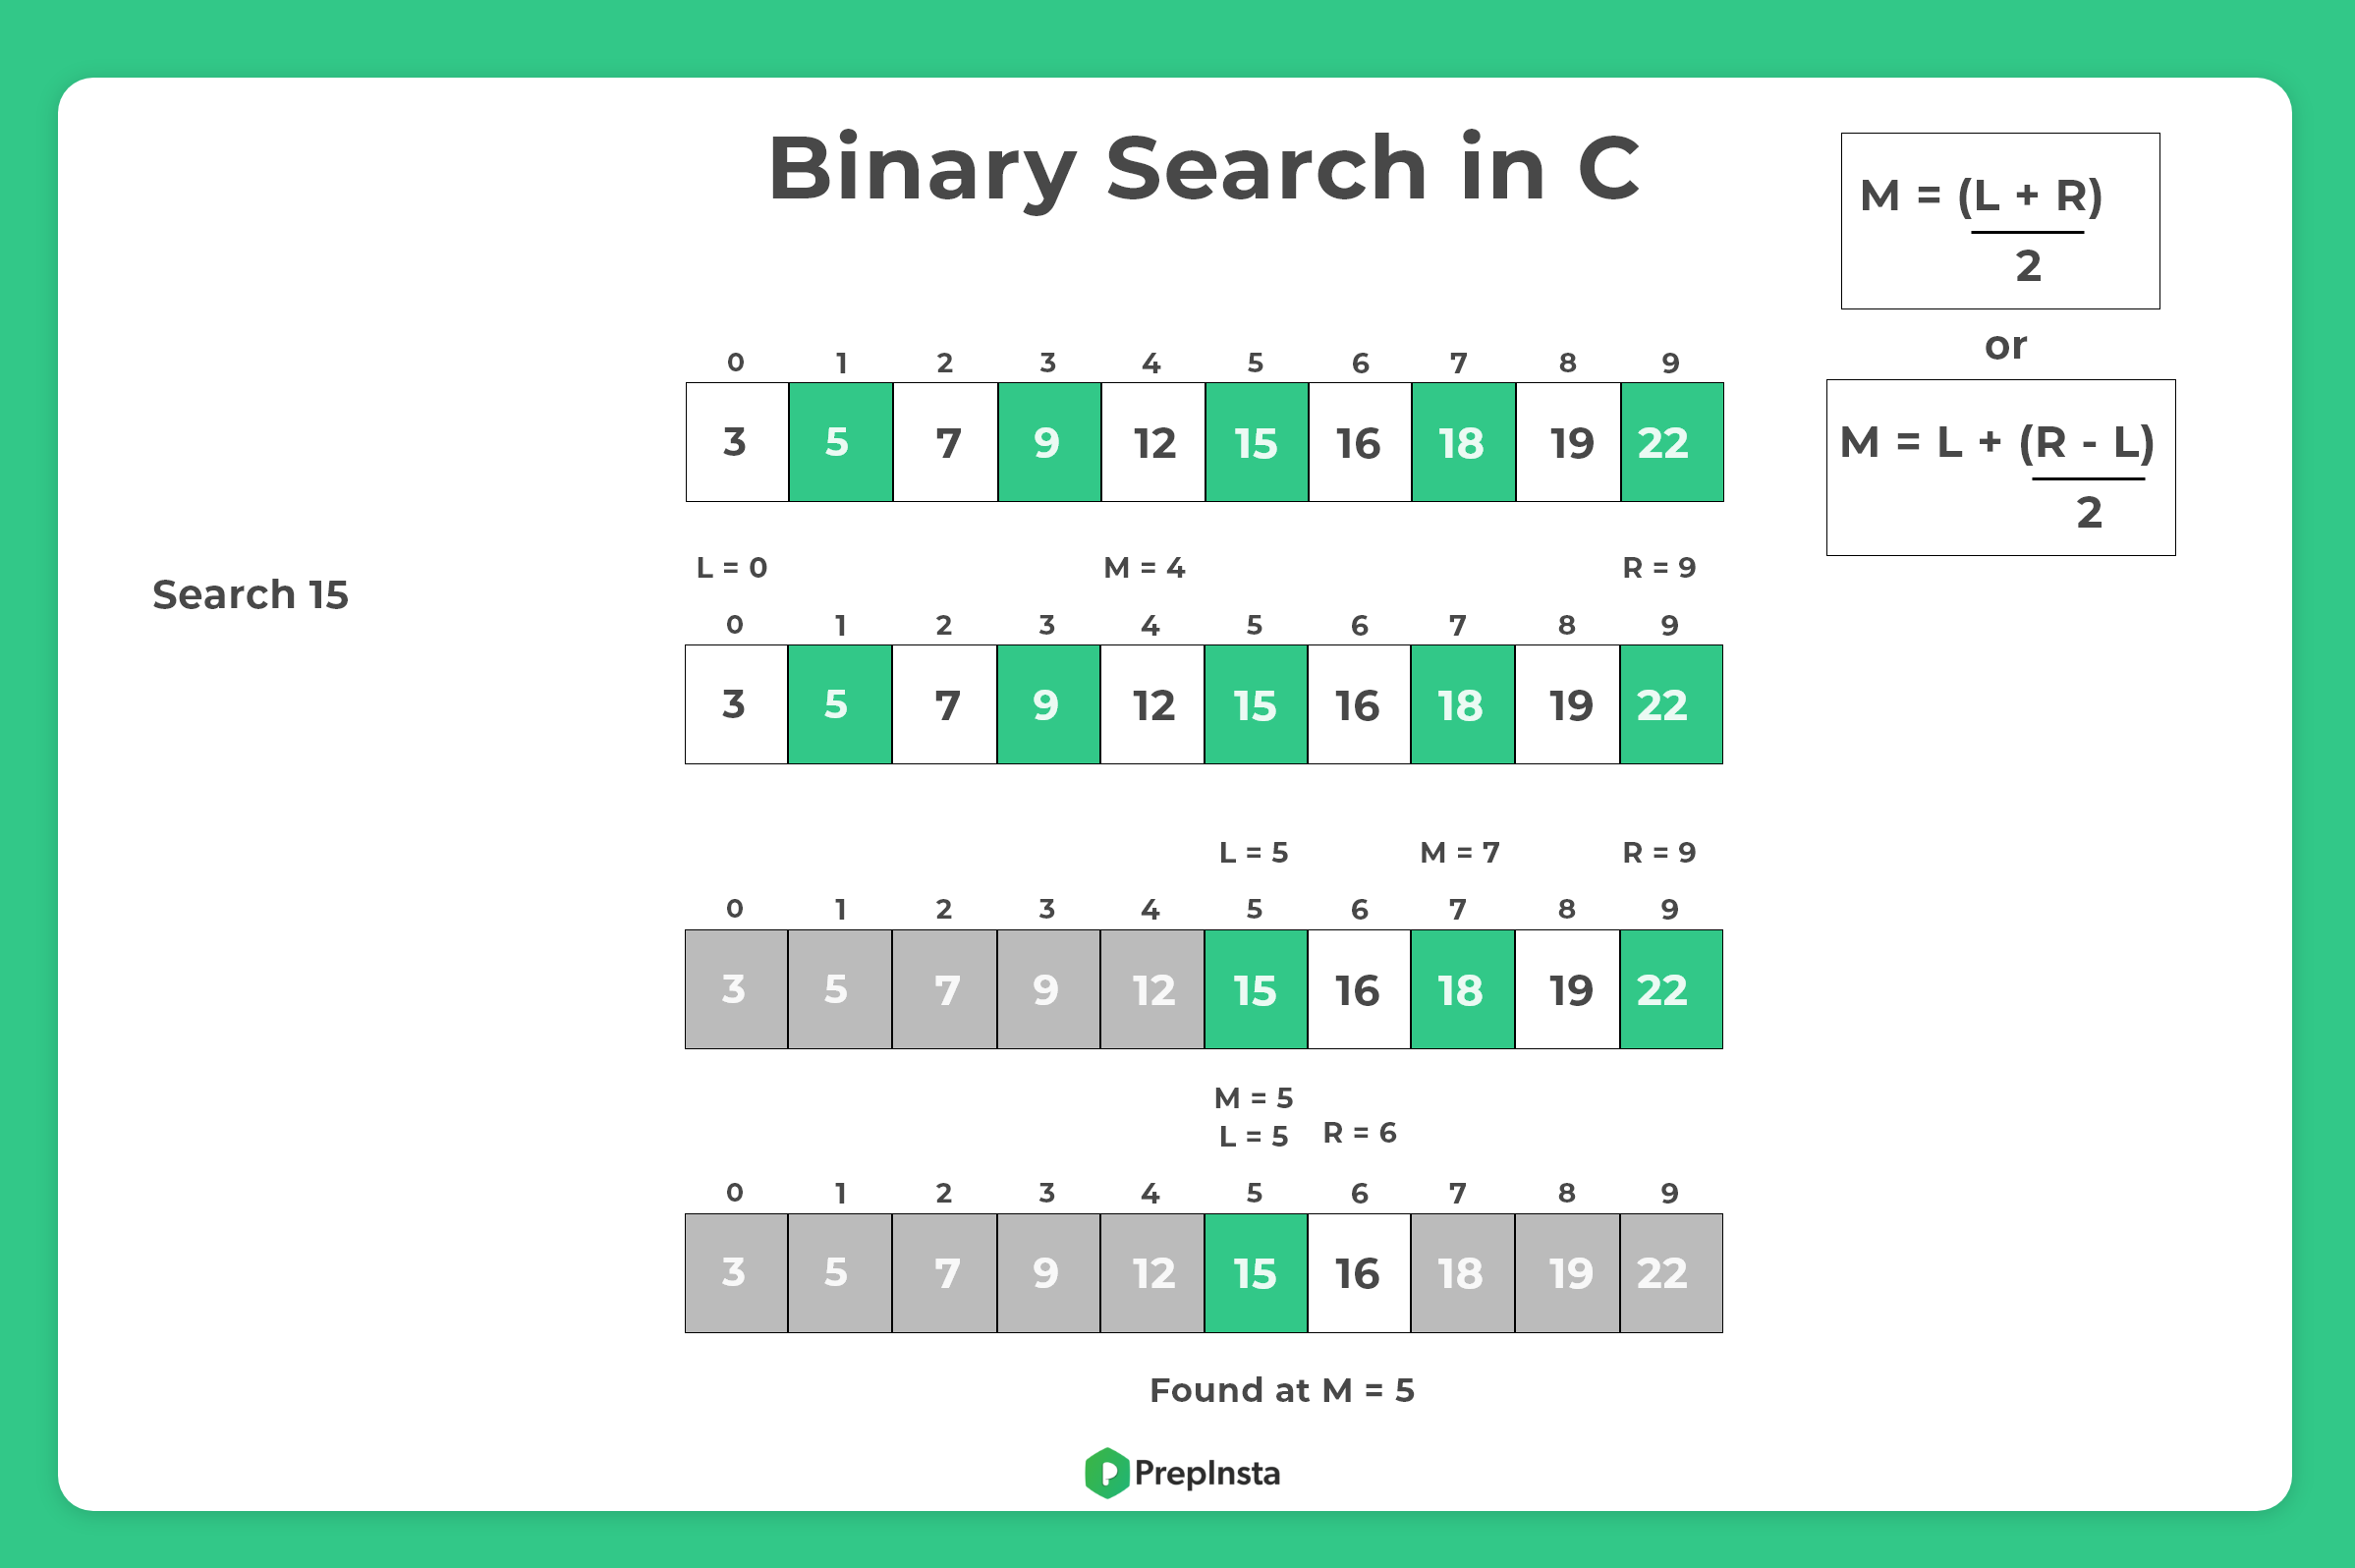 Binary Search in C
M = (L + R)
2
or
M = L + (R - L)
2
0 1 2 3 4 5 6 7 8 9
3 5 7 9 12 15 16 18 19 22
Search 15
L = 0 M = 4 R = 9
0 1 2 3 4 5 6 7 8 9
3 5 7 9 12 15 16 18 19 22
L = 5 M = 7 R = 9
0 1 2 3 4 5 6 7 8 9
3 5 7 9 12 15 16 18 19 22
M = 5
L = 5 R = 6
0 1 2 3 4 5 6 7 8 9
3 5 7 9 12 15 16 18 19 22
Found at M = 5
PrepInsta